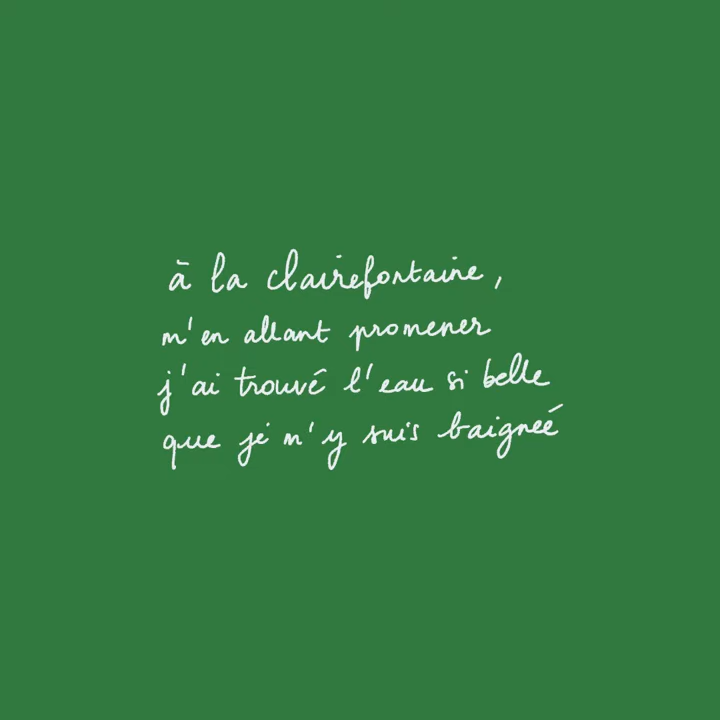 à la clairefontaine,
m'en allant promener
j'ai trouvé l'eau si belle
que je m'y suis baignée